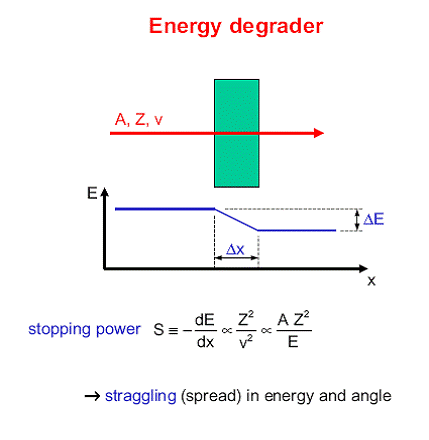 Energy degrader
A, Z, v
E
ΔE
Δx
x
stopping power S ≡ -dE/dx ∝ Z²/v² ∝ A Z²/E
→ straggling (spread) in energy and angle